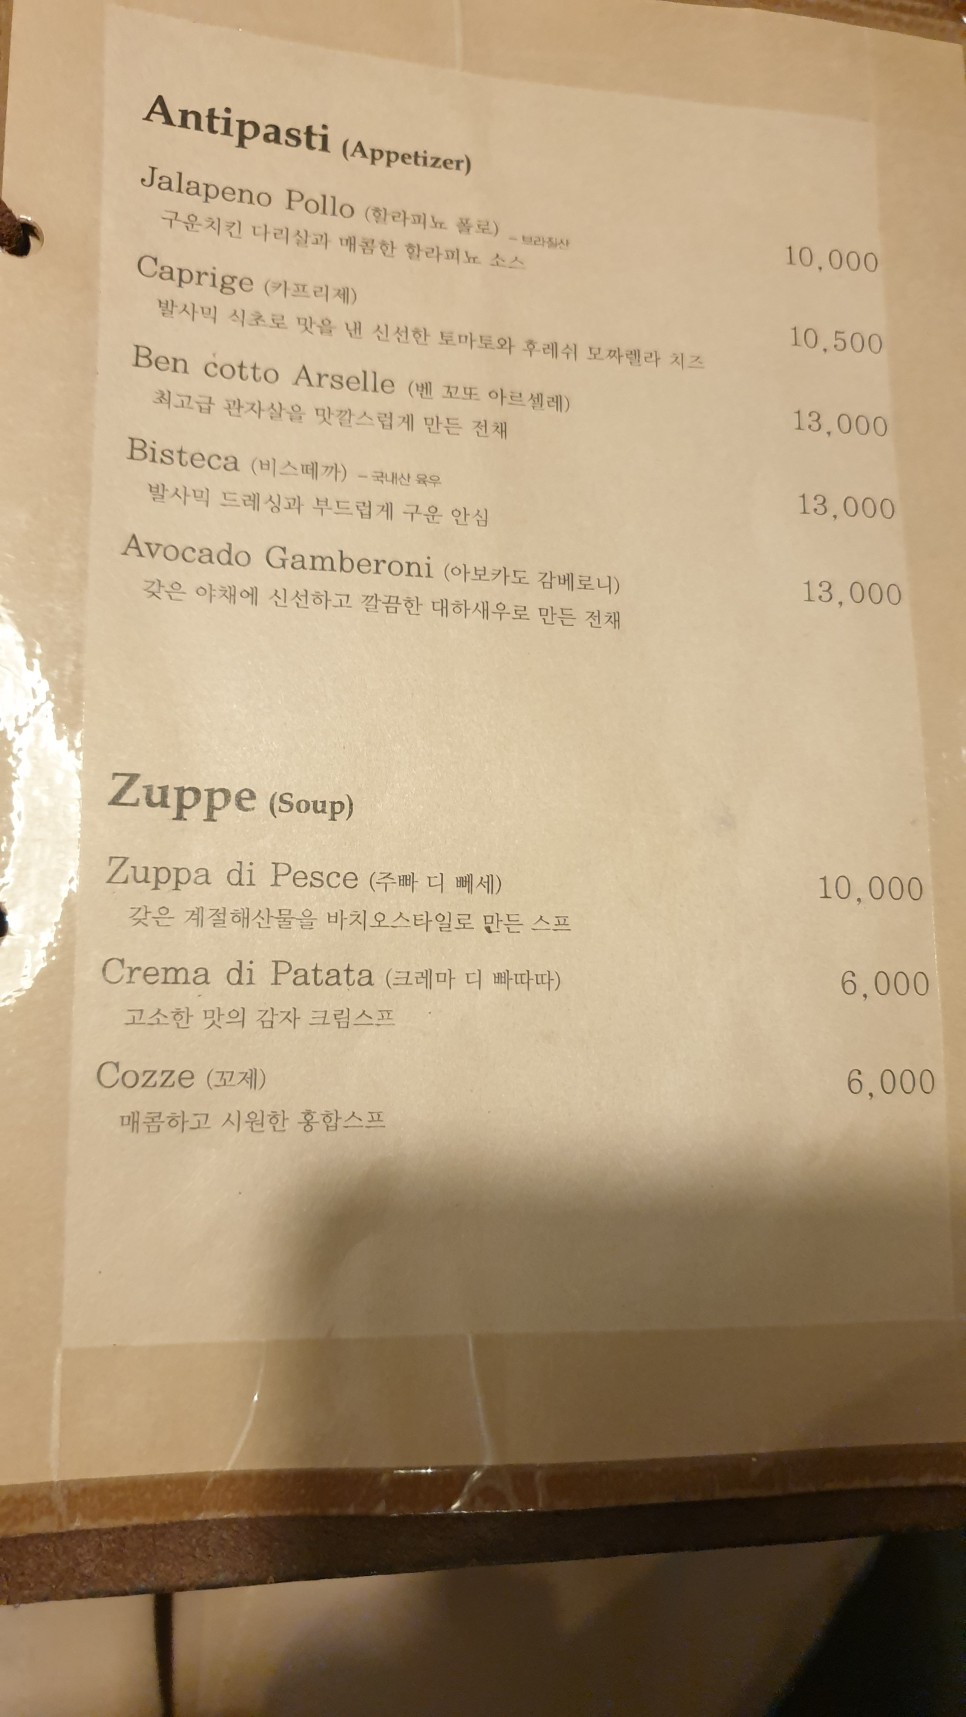 Antipasti (Appetizer)
Jalapeno Pollo (할라피뇨 폴로) - 브라질산
구운치킨 다리살과 매콤한 할라피뇨 소스 10,000
Caprige (카프리제)
발사믹 식초로 맛을 낸 신선한 토마토와 후레쉬 모짜렐라 치즈 10,500
Ben cotto Arselle (벤 꼬또 아르셀레)
최고급 관자살을 맛깔스럽게 만든 전채 13,000
Bisteca (비스떼까) - 국내산 육우
발사믹 드레싱과 부드럽게 구운 안심 13,000
Avocado Gamberoni (아보카도 감베로니) 13,000
갖은 야채에 신선하고 깔끔한 대하새우로 만든 전채
Zuppe (Soup)
Zuppa di Pesce (주빠 디 뻬세) 10,000
갖은 계절해산물을 바치오스타일로 만든 스프
Crema di Patata (크레마 디 빠따따) 6,000
고소한 맛의 감자 크림스프
Cozze (꼬제) 6,000
매콤하고 시원한 홍합스프